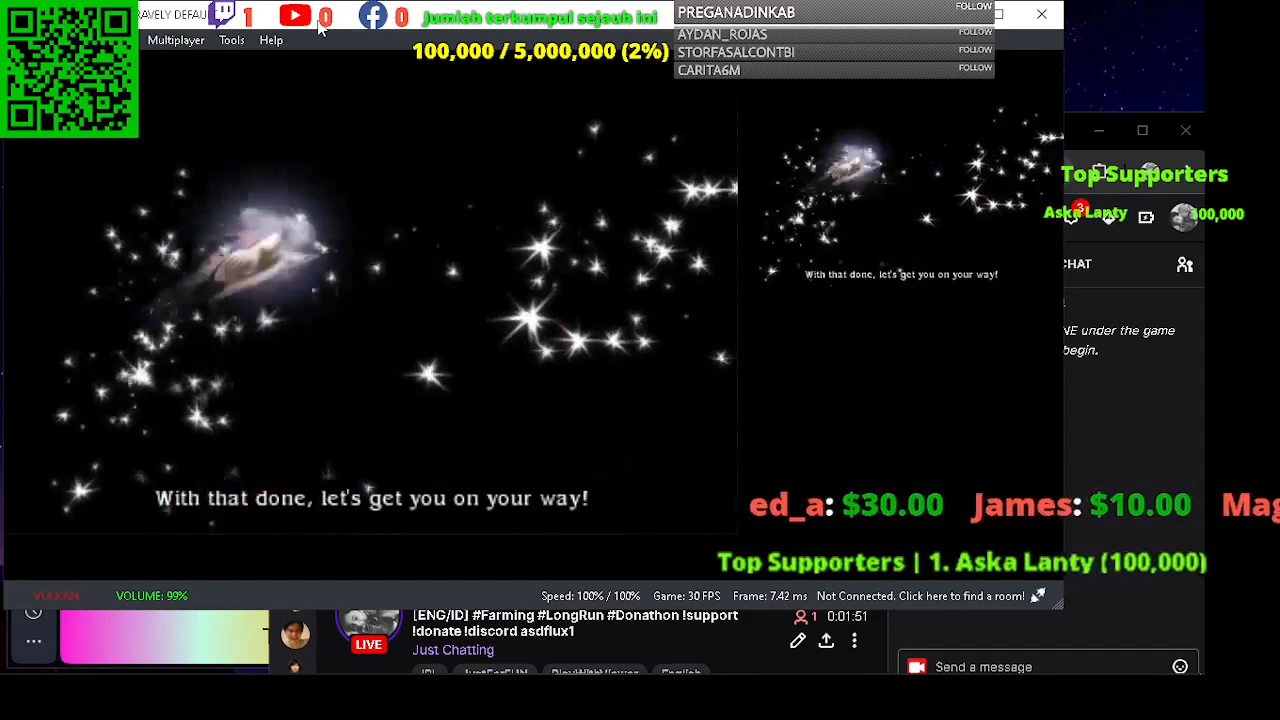 RAVELY DEFAU
1
0
0
Jumlah terkumpul sejauh ini
100,000 / 5,000,000 (2%)
PREGANADINKAB FOLLOW
AYDAN_ROJAS FOLLOW
STORFASALCONTBI FOLLOW
CARITA6M FOLLOW
Multiplayer Tools Help
Top Supporters
Aska Lanty 100,000
3
CHAT
NE under the game
begin.
With that done, let's get you on your way!
With that done, let's get you on your way!
ed_a: $30.00 James: $10.00 Mag
Top Supporters | 1. Aska Lanty (100,000)
VULKAN VOLUME: 99% Speed: 100% / 100% Game: 30 FPS Frame: 7.42 ms Not Connected. Click here to find a room!
[ENG/ID] #Farming #LongRun #Donathon !support
!donate !discord asdflux1
1 0:01:51
LIVE
Just Chatting
JustForFUN PlayWithViewer English
Send a message